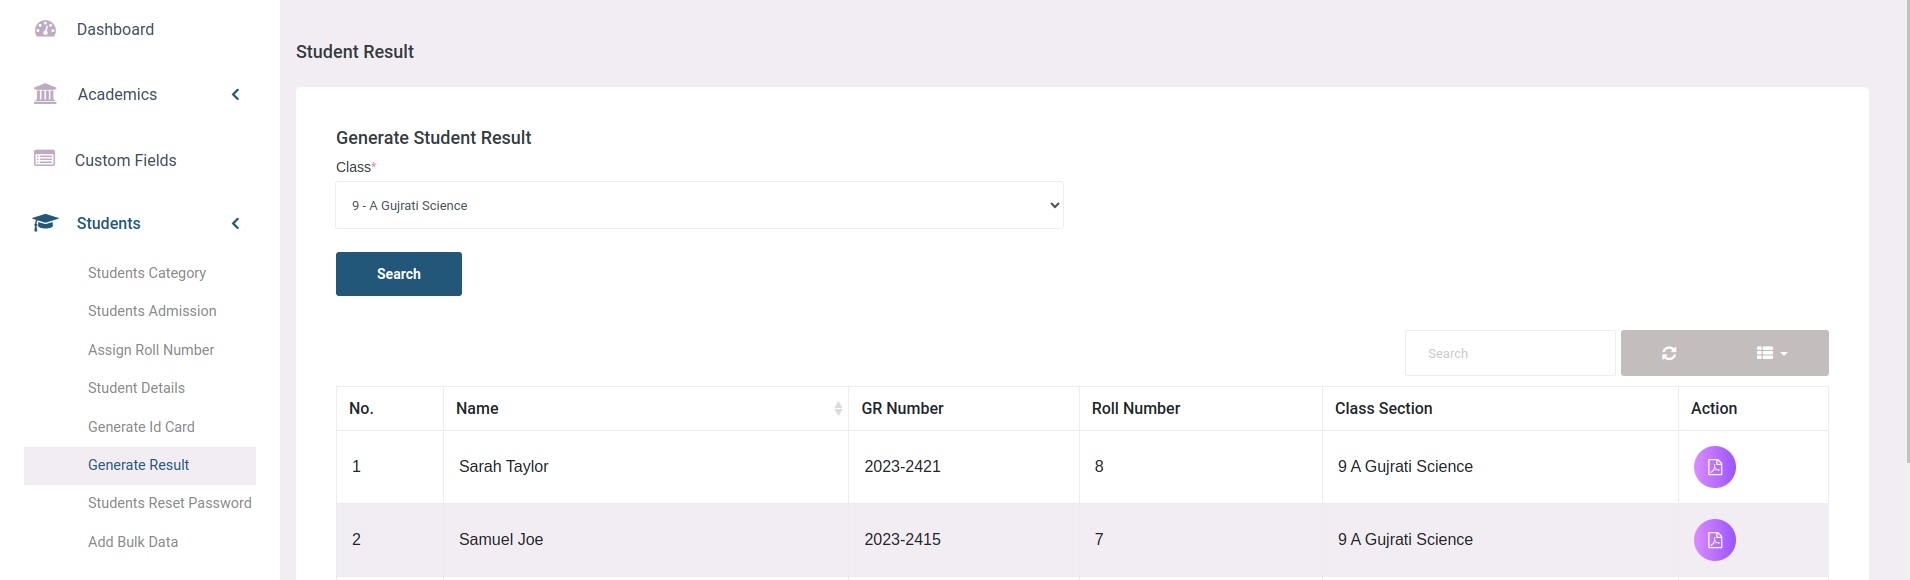 Dashboard
Academics
Custom Fields
Students
Students Category
Students Admission
Assign Roll Number
Student Details
Generate Id Card
Generate Result
Students Reset Password
Add Bulk Data
Student Result
Generate Student Result
Class*
9 - A Gujrati Science
Search
Search
No. Name GR Number Roll Number Class Section Action
1 Sarah Taylor 2023-2421 8 9 A Gujrati Science
2 Samuel Joe 2023-2415 7 9 A Gujrati Science